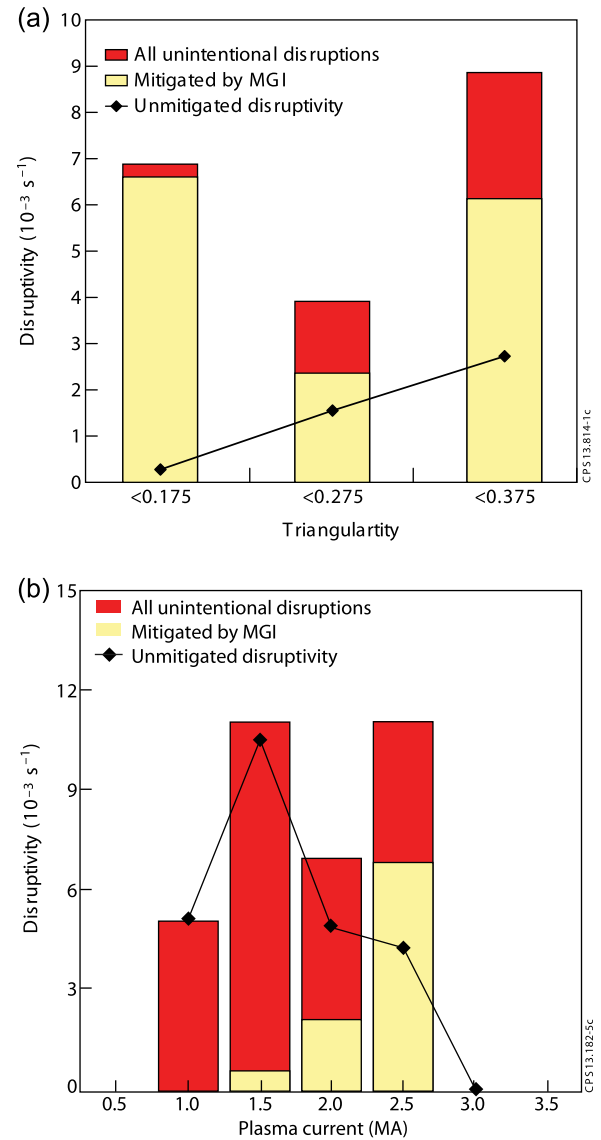 (a)
10
9
8
7
6
5
4
3
2
1
0
All unintentional disruptions
Mitigated by MGI
Unmitigated disruptivity
Disruptivity (10⁻³ s⁻¹)
<0.175 <0.275 <0.375
Triangulartity
CPS13.814-1c
(b)
15
12
9
6
3
0
All unintentional disruptions
Mitigated by MGI
Unmitigated disruptivity
Disruptivity (10⁻³ s⁻¹)
0.5 1.0 1.5 2.0 2.5 3.0 3.5
Plasma current (MA)
CPS13.182-5c